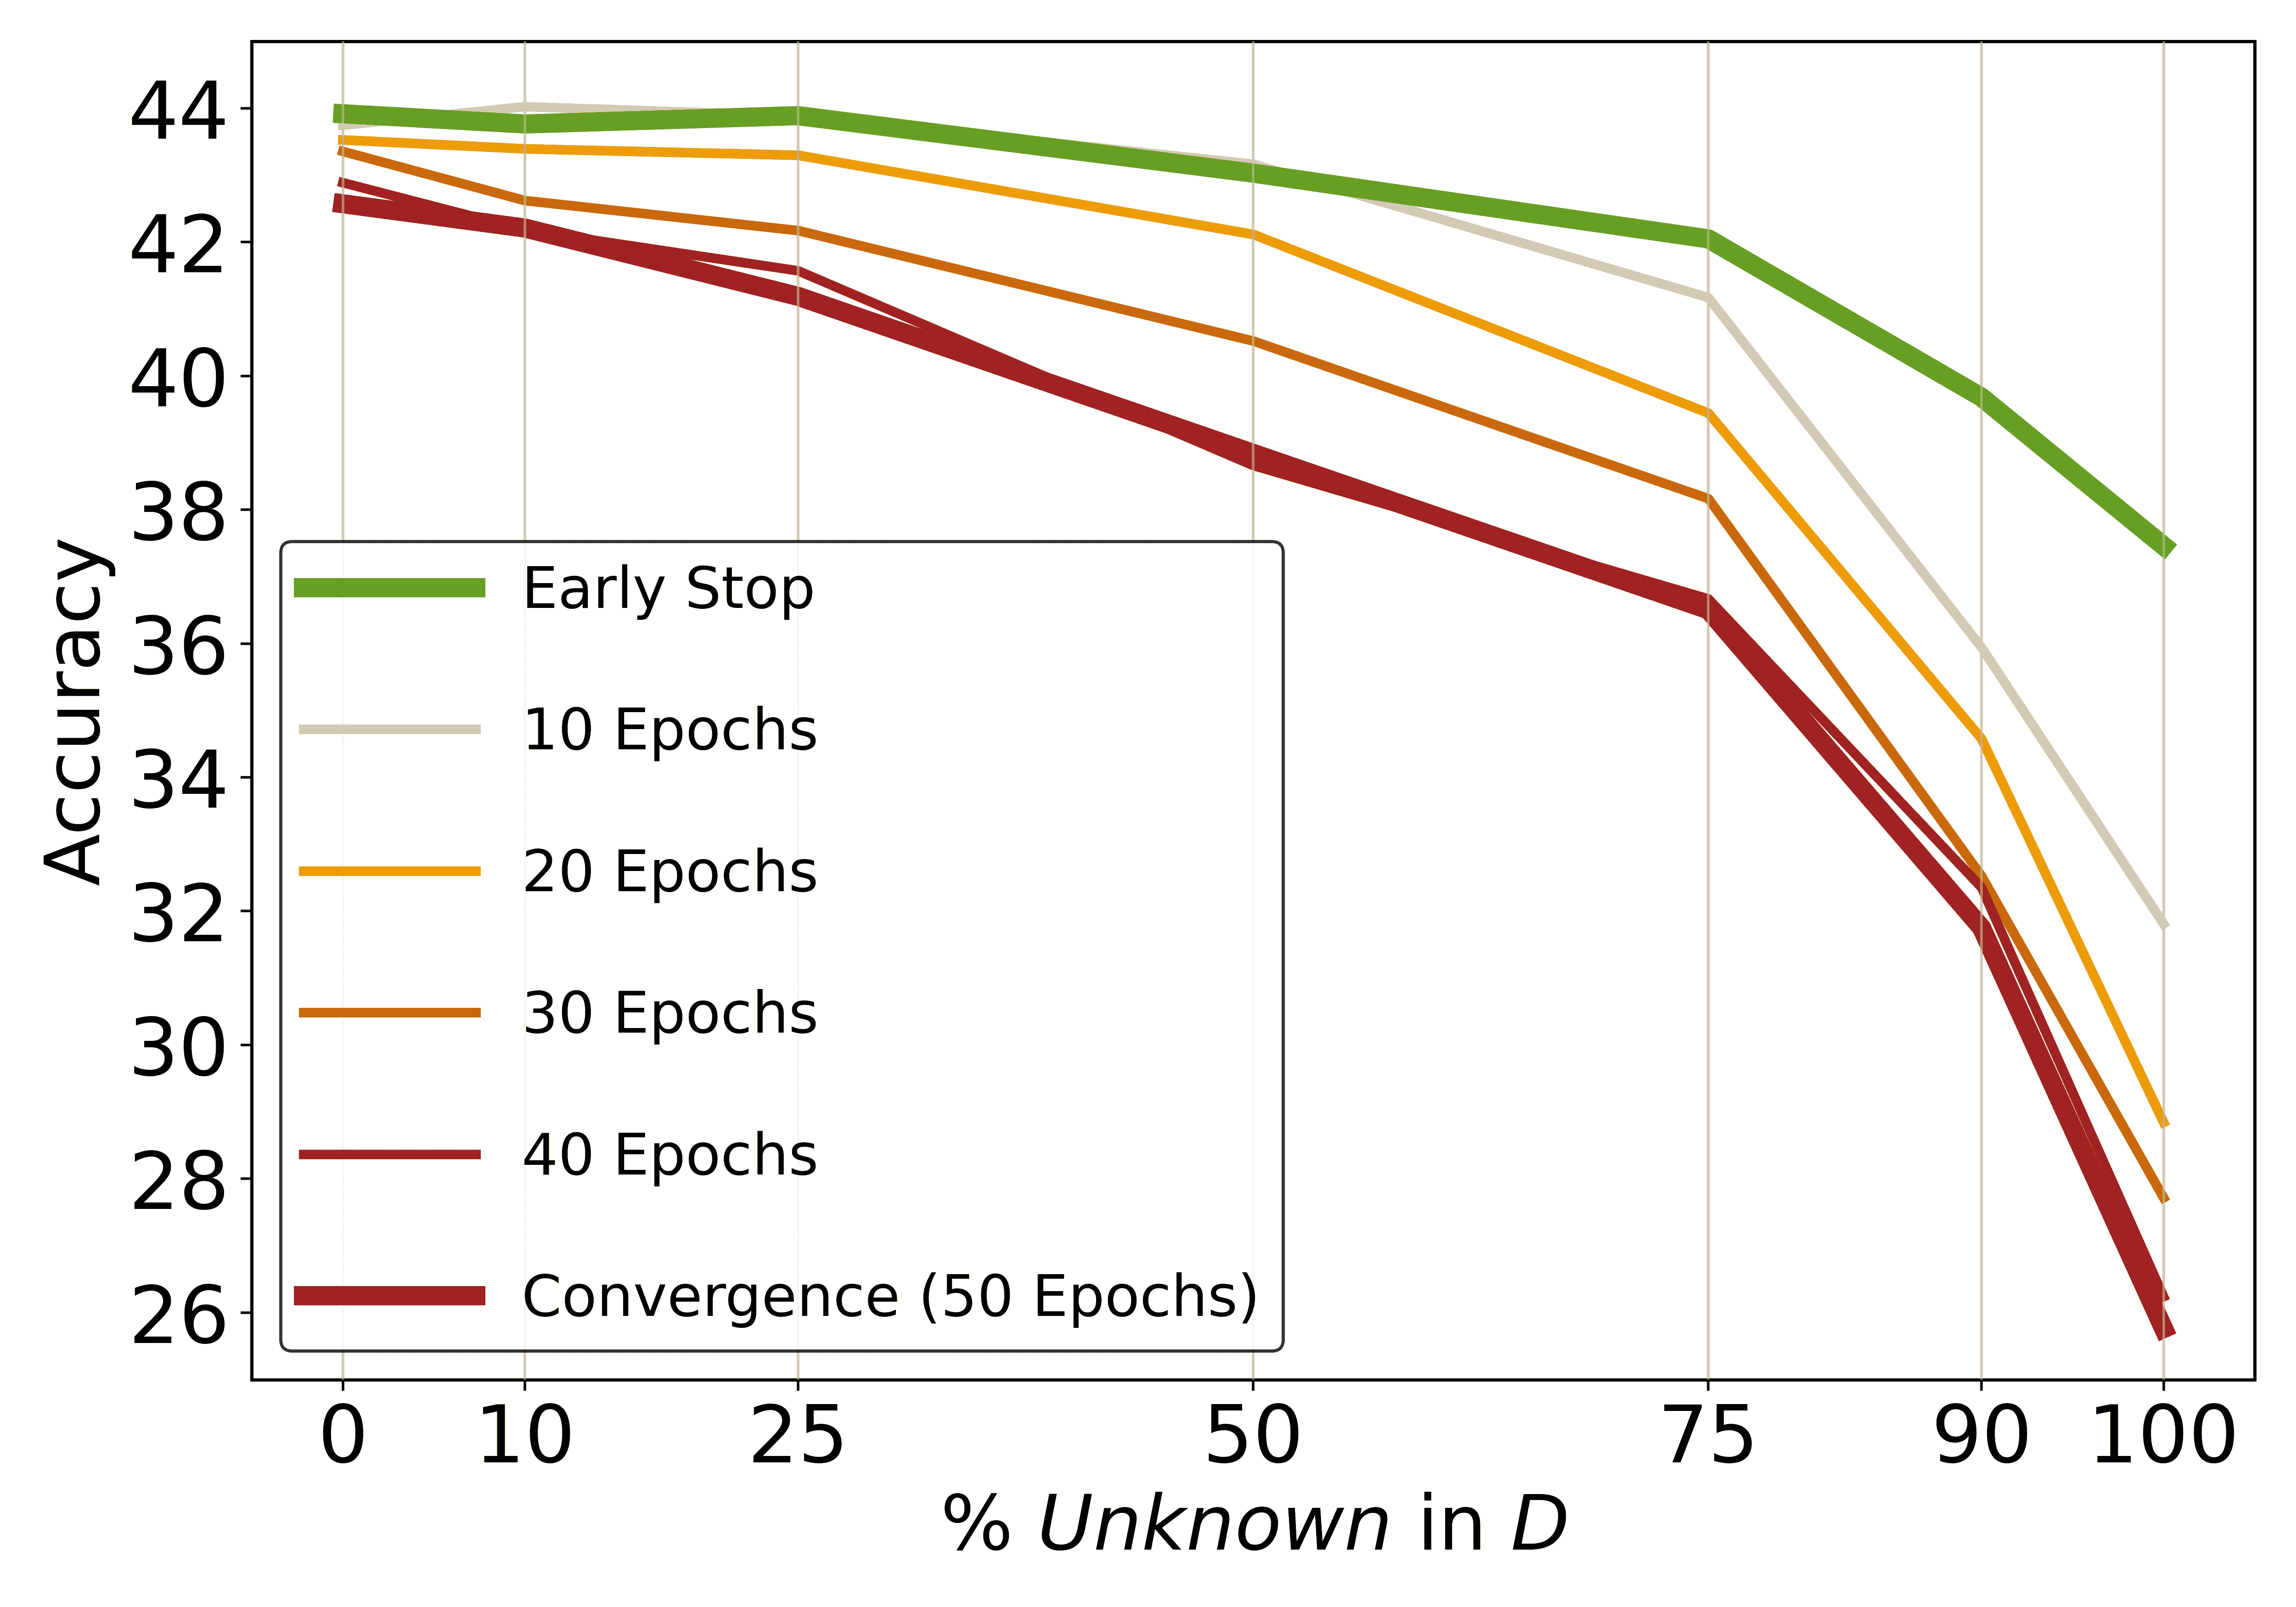 Accuracy
44
42
40
38
36
34
32
30
28
26
Early Stop
10 Epochs
20 Epochs
30 Epochs
40 Epochs
Convergence (50 Epochs)
0 10 25 50 75 90 100
% Unknown in D